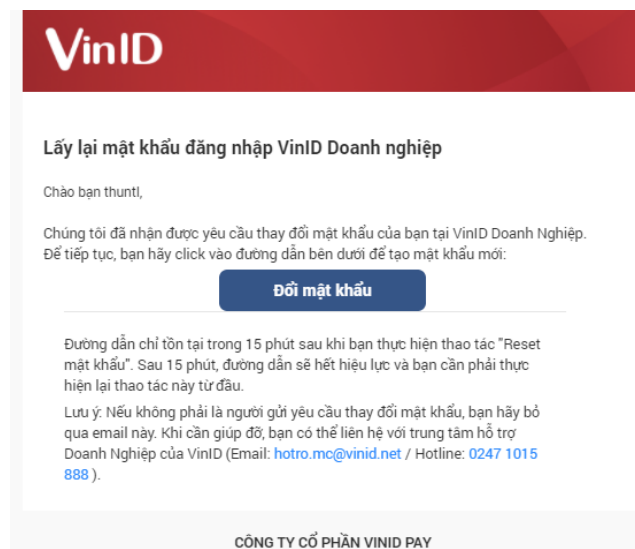 VinID
Lấy lại mật khẩu đăng nhập VinID Doanh nghiệp
Chào bạn thuntl,
Chúng tôi đã nhận được yêu cầu thay đổi mật khẩu của bạn tại VinID Doanh Nghiệp.
Để tiếp tục, bạn hãy click vào đường dẫn bên dưới để tạo mật khẩu mới:
Đổi mật khẩu
Đường dẫn chỉ tồn tại trong 15 phút sau khi bạn thực hiện thao tác "Reset
mật khẩu". Sau 15 phút, đường dẫn sẽ hết hiệu lực và bạn cần phải thực
hiện lại thao tác này từ đầu.
Lưu ý: Nếu không phải là người gửi yêu cầu thay đổi mật khẩu, bạn hãy bỏ
qua email này. Khi cần giúp đỡ, bạn có thể liên hệ với trung tâm hỗ trợ
Doanh Nghiệp của VinID (Email: hotro.mc@vinid.net / Hotline: 0247 1015
888 ).
CÔNG TY CỔ PHẦN VINID PAY